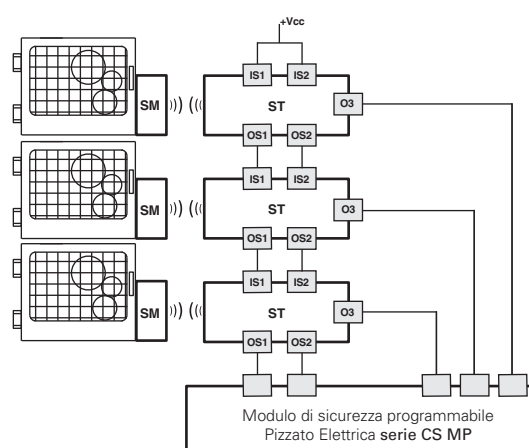 +Vcc
IS1 IS2
SM ST O3
OS1 OS2
IS1 IS2
SM ST O3
OS1 OS2
IS1 IS2
SM ST O3
OS1 OS2
Modulo di sicurezza programmabile
Pizzato Elettrica serie CS MP